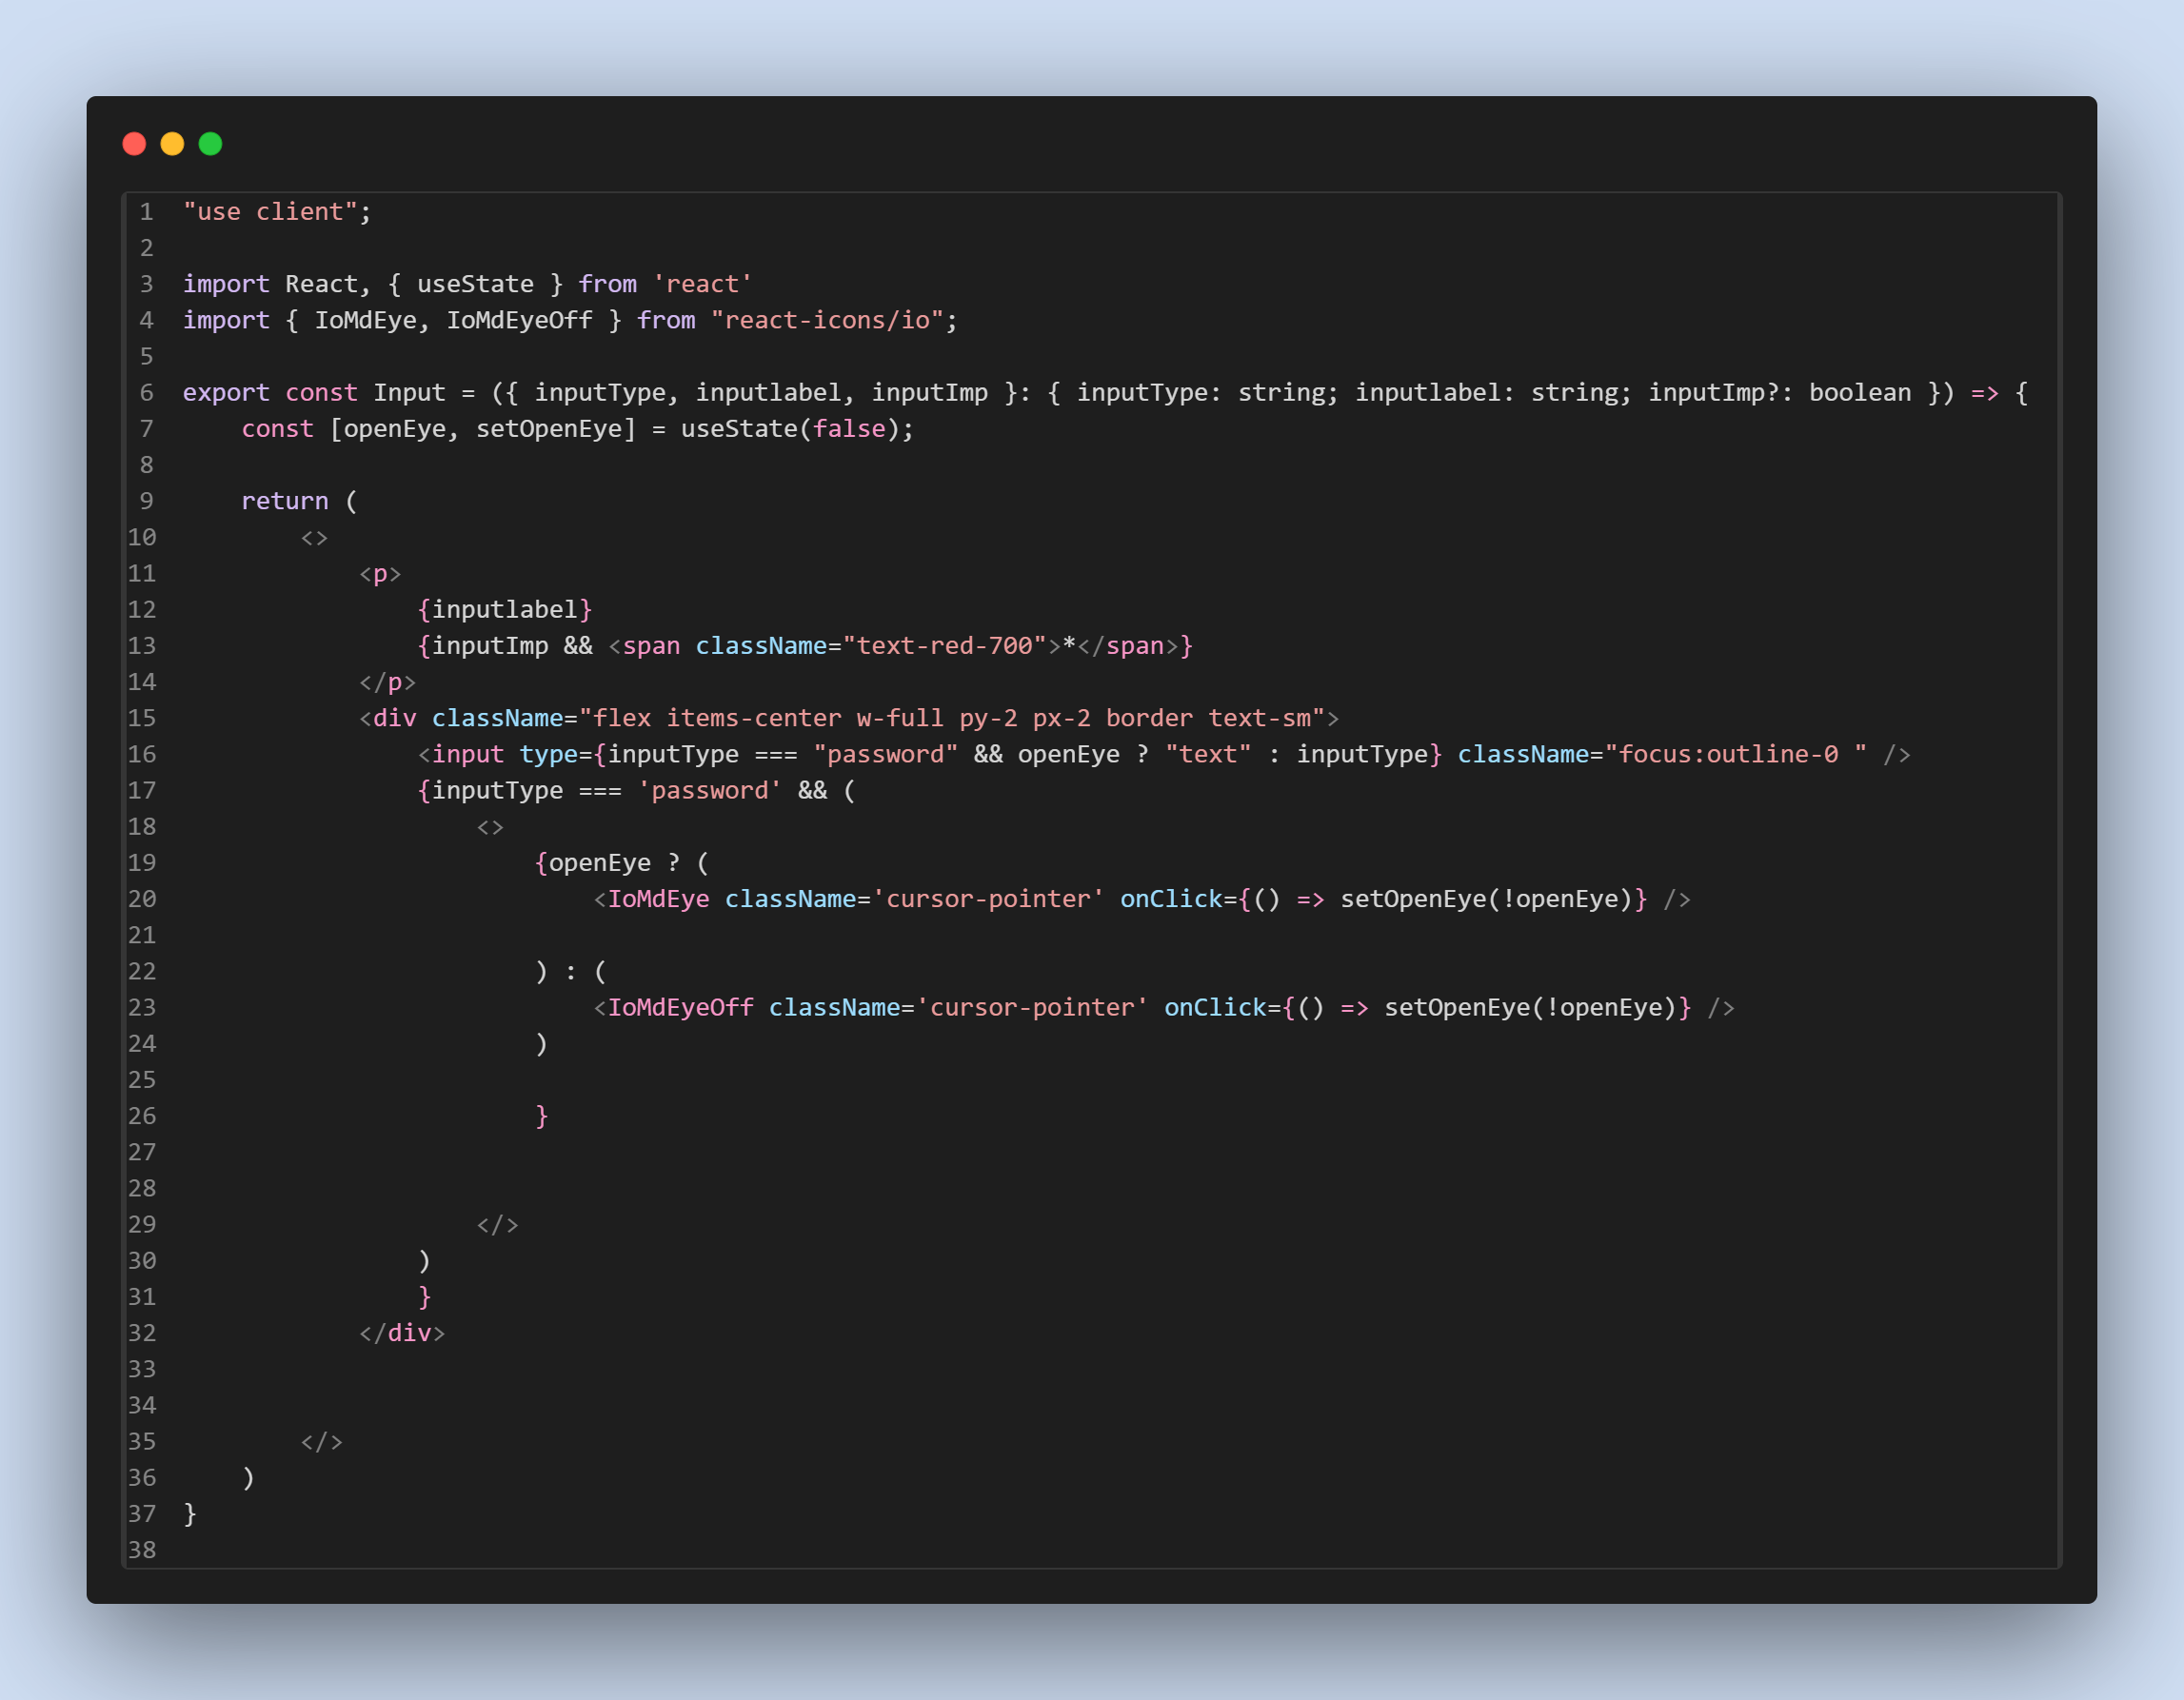 1 "use client";
2
3 import React, { useState } from 'react'
4 import { IoMdEye, IoMdEyeOff } from "react-icons/io";
5
6 export const Input = ({ inputType, inputlabel, inputImp }: { inputType: string; inputlabel: string; inputImp?: boolean }) => {
7     const [openEye, setOpenEye] = useState(false);
8
9     return (
10         <>
11             <p>
12                 {inputlabel}
13                 {inputImp && <span className="text-red-700">*</span>}
14             </p>
15             <div className="flex items-center w-full py-2 px-2 border text-sm">
16                 <input type={inputType === "password" && openEye ? "text" : inputType} className="focus:outline-0 " />
17                 {inputType === 'password' && (
18                     <>
19                         {openEye ? (
20                             <IoMdEye className='cursor-pointer' onClick={() => setOpenEye(!openEye)} />
21
22                         ) : (
23                             <IoMdEyeOff className='cursor-pointer' onClick={() => setOpenEye(!openEye)} />
24                         )
25
26                         }
27
28
29                     </>
30                 )
31                 }
32             </div>
33
34
35         </>
36     )
37 }
38